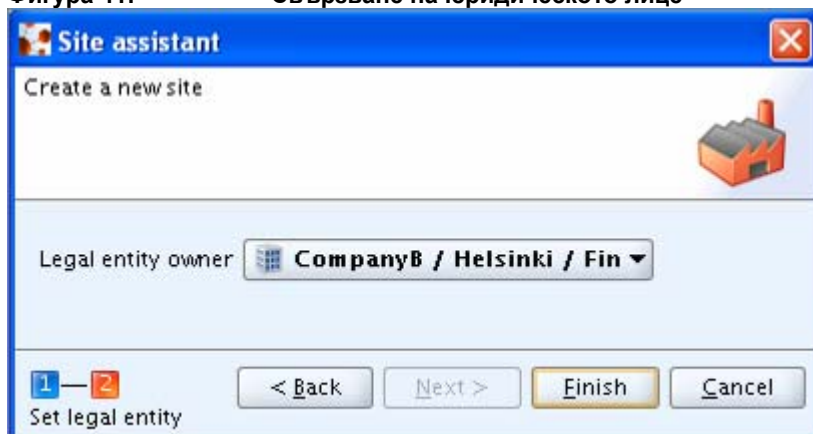 Site assistant
Create a new site
Legal entity owner CompanyB / Helsinki / Fin
1 2
< Back Next > Finish Cancel
Set legal entity